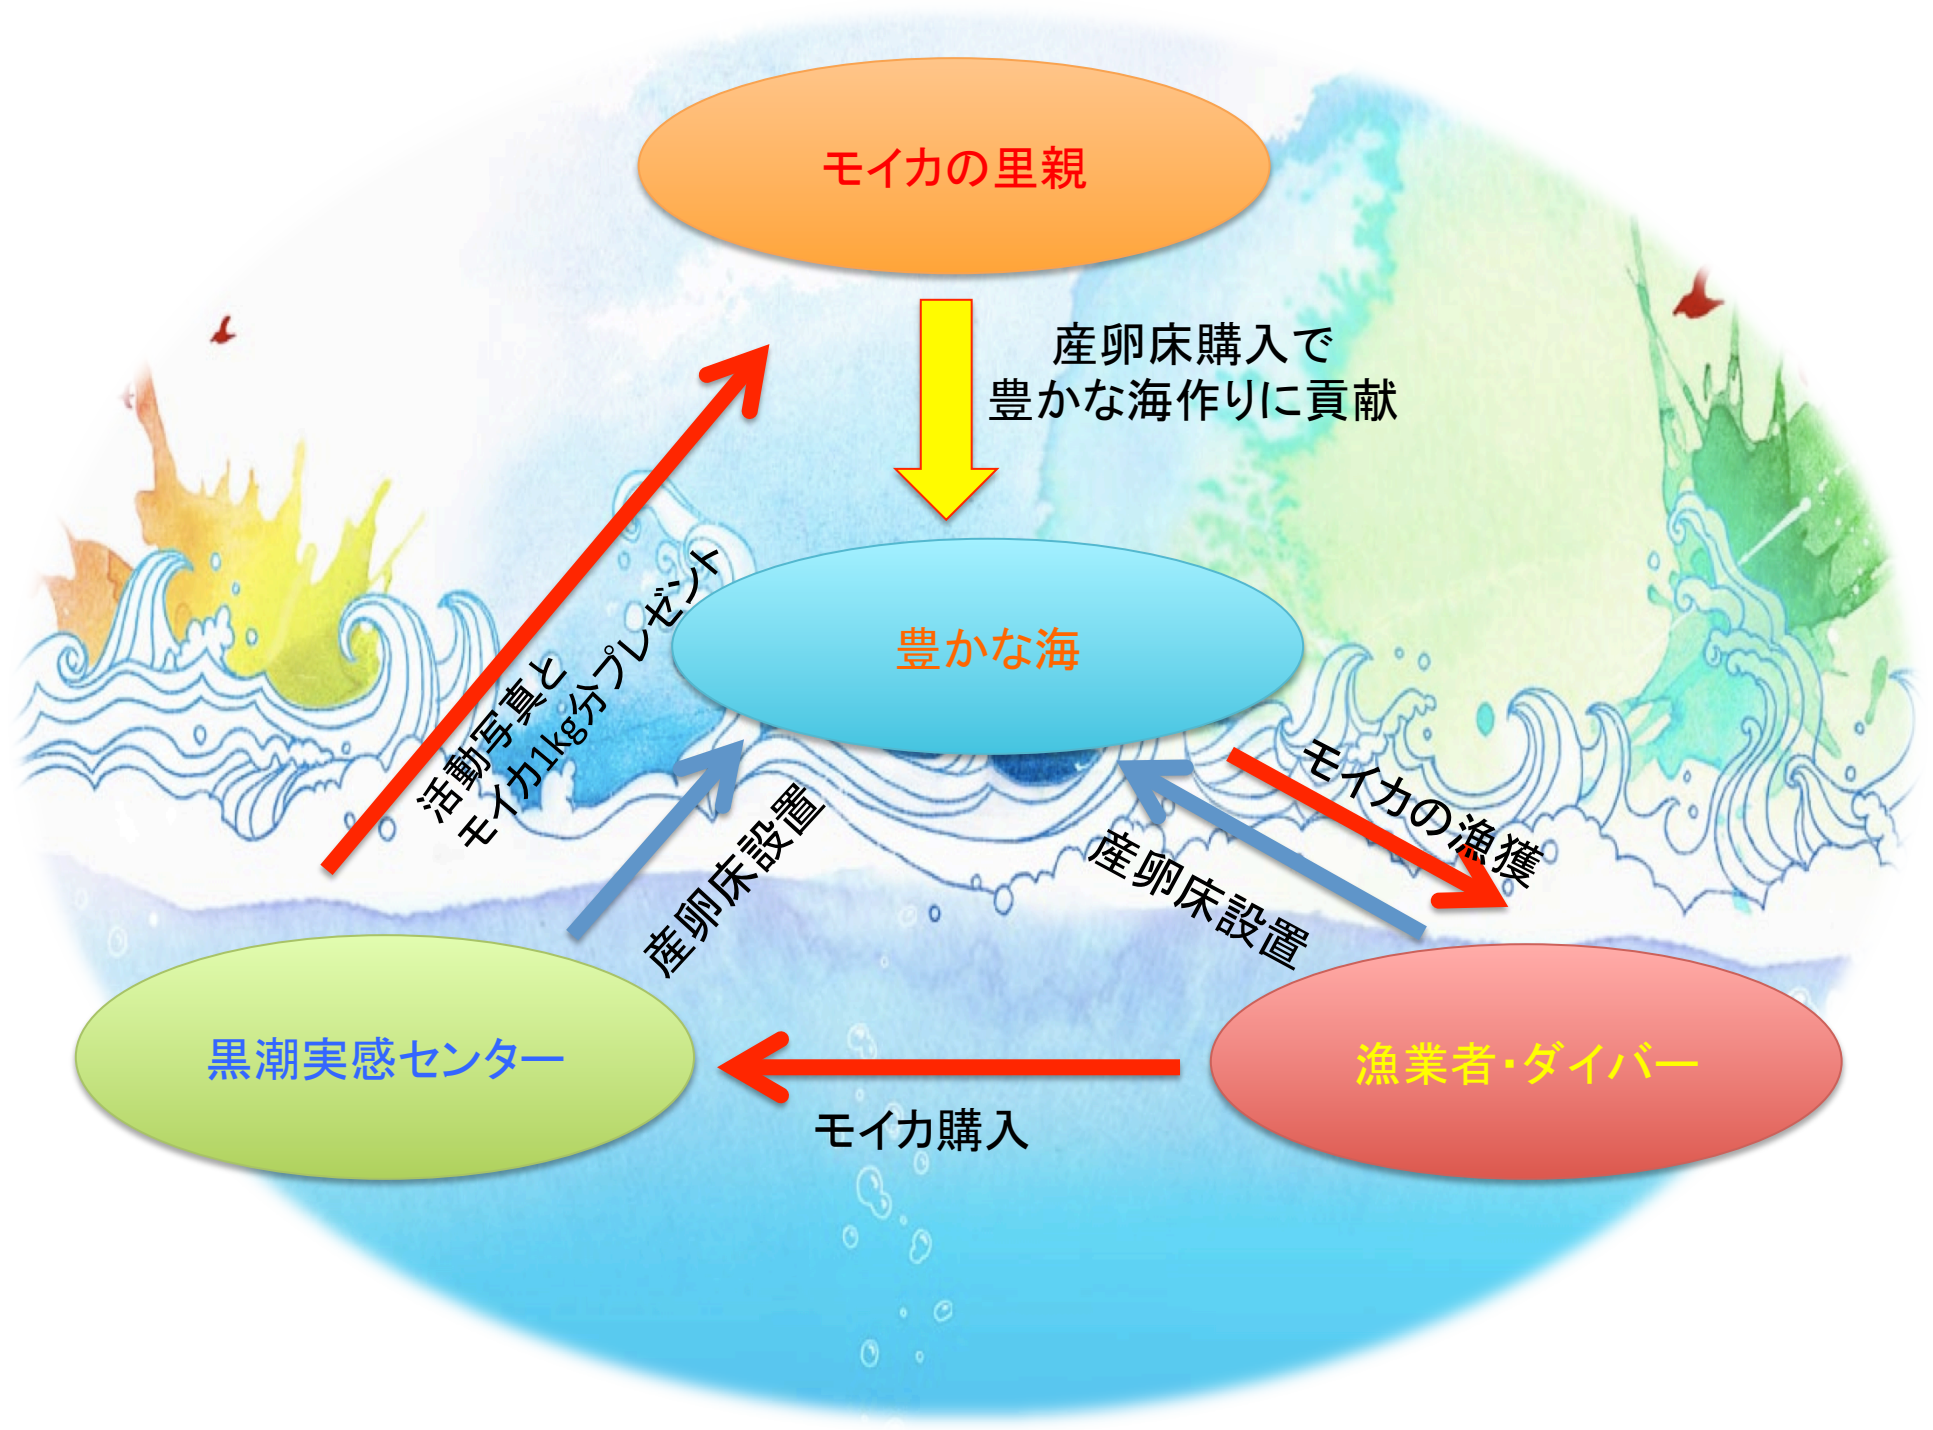 モイカの里親
産卵床購入で
豊かな海作りに貢献
活動写真と
モイカ1kg分プレゼント
豊かな海
産卵床設置
産卵床設置
モイカの漁獲
黒潮実感センター
モイカ購入
漁業者・ダイバー